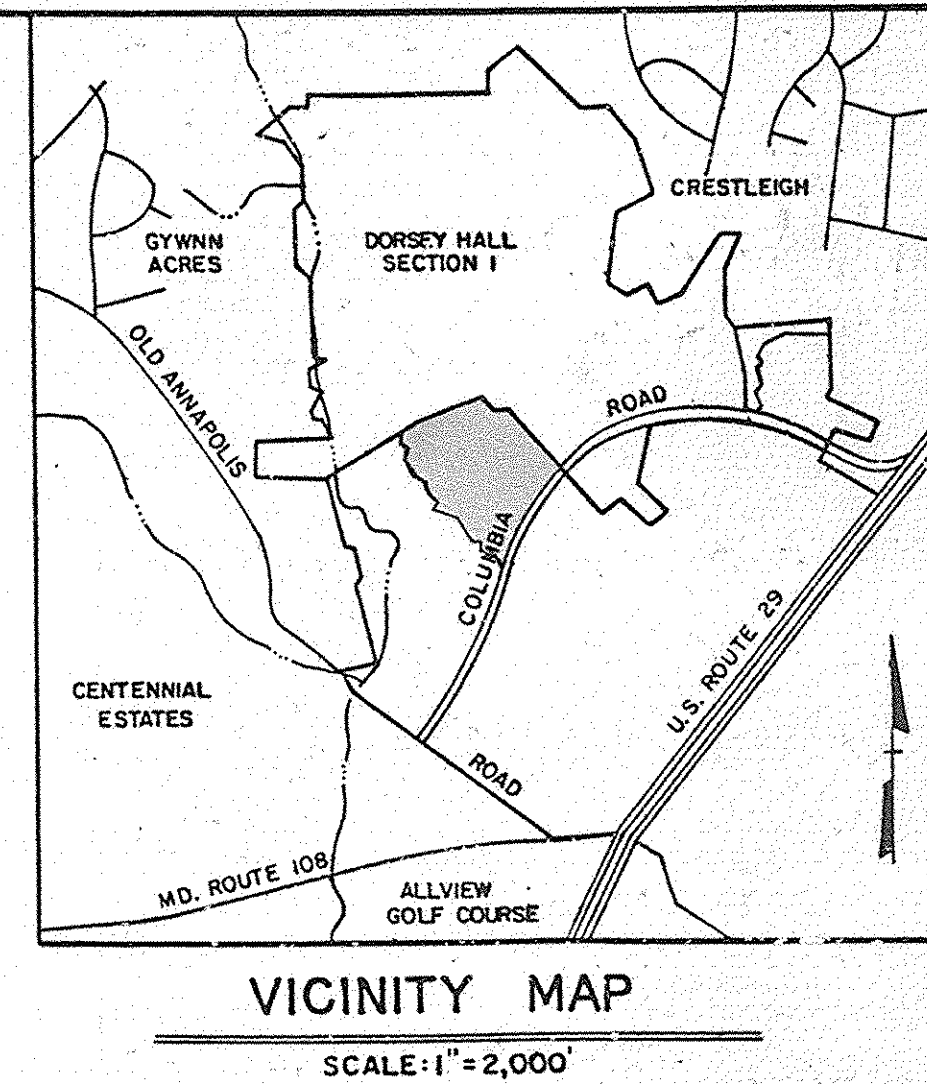 CRESTLEIGH
GYWNN
ACRES
DORSEY HALL
SECTION I
OLD ANNAPOLIS
ROAD
COLUMBIA
U.S. ROUTE 29
CENTENNIAL
ESTATES
ROAD
MD. ROUTE 108
ALLVIEW
GOLF COURSE
VICINITY MAP
SCALE: 1" = 2,000'